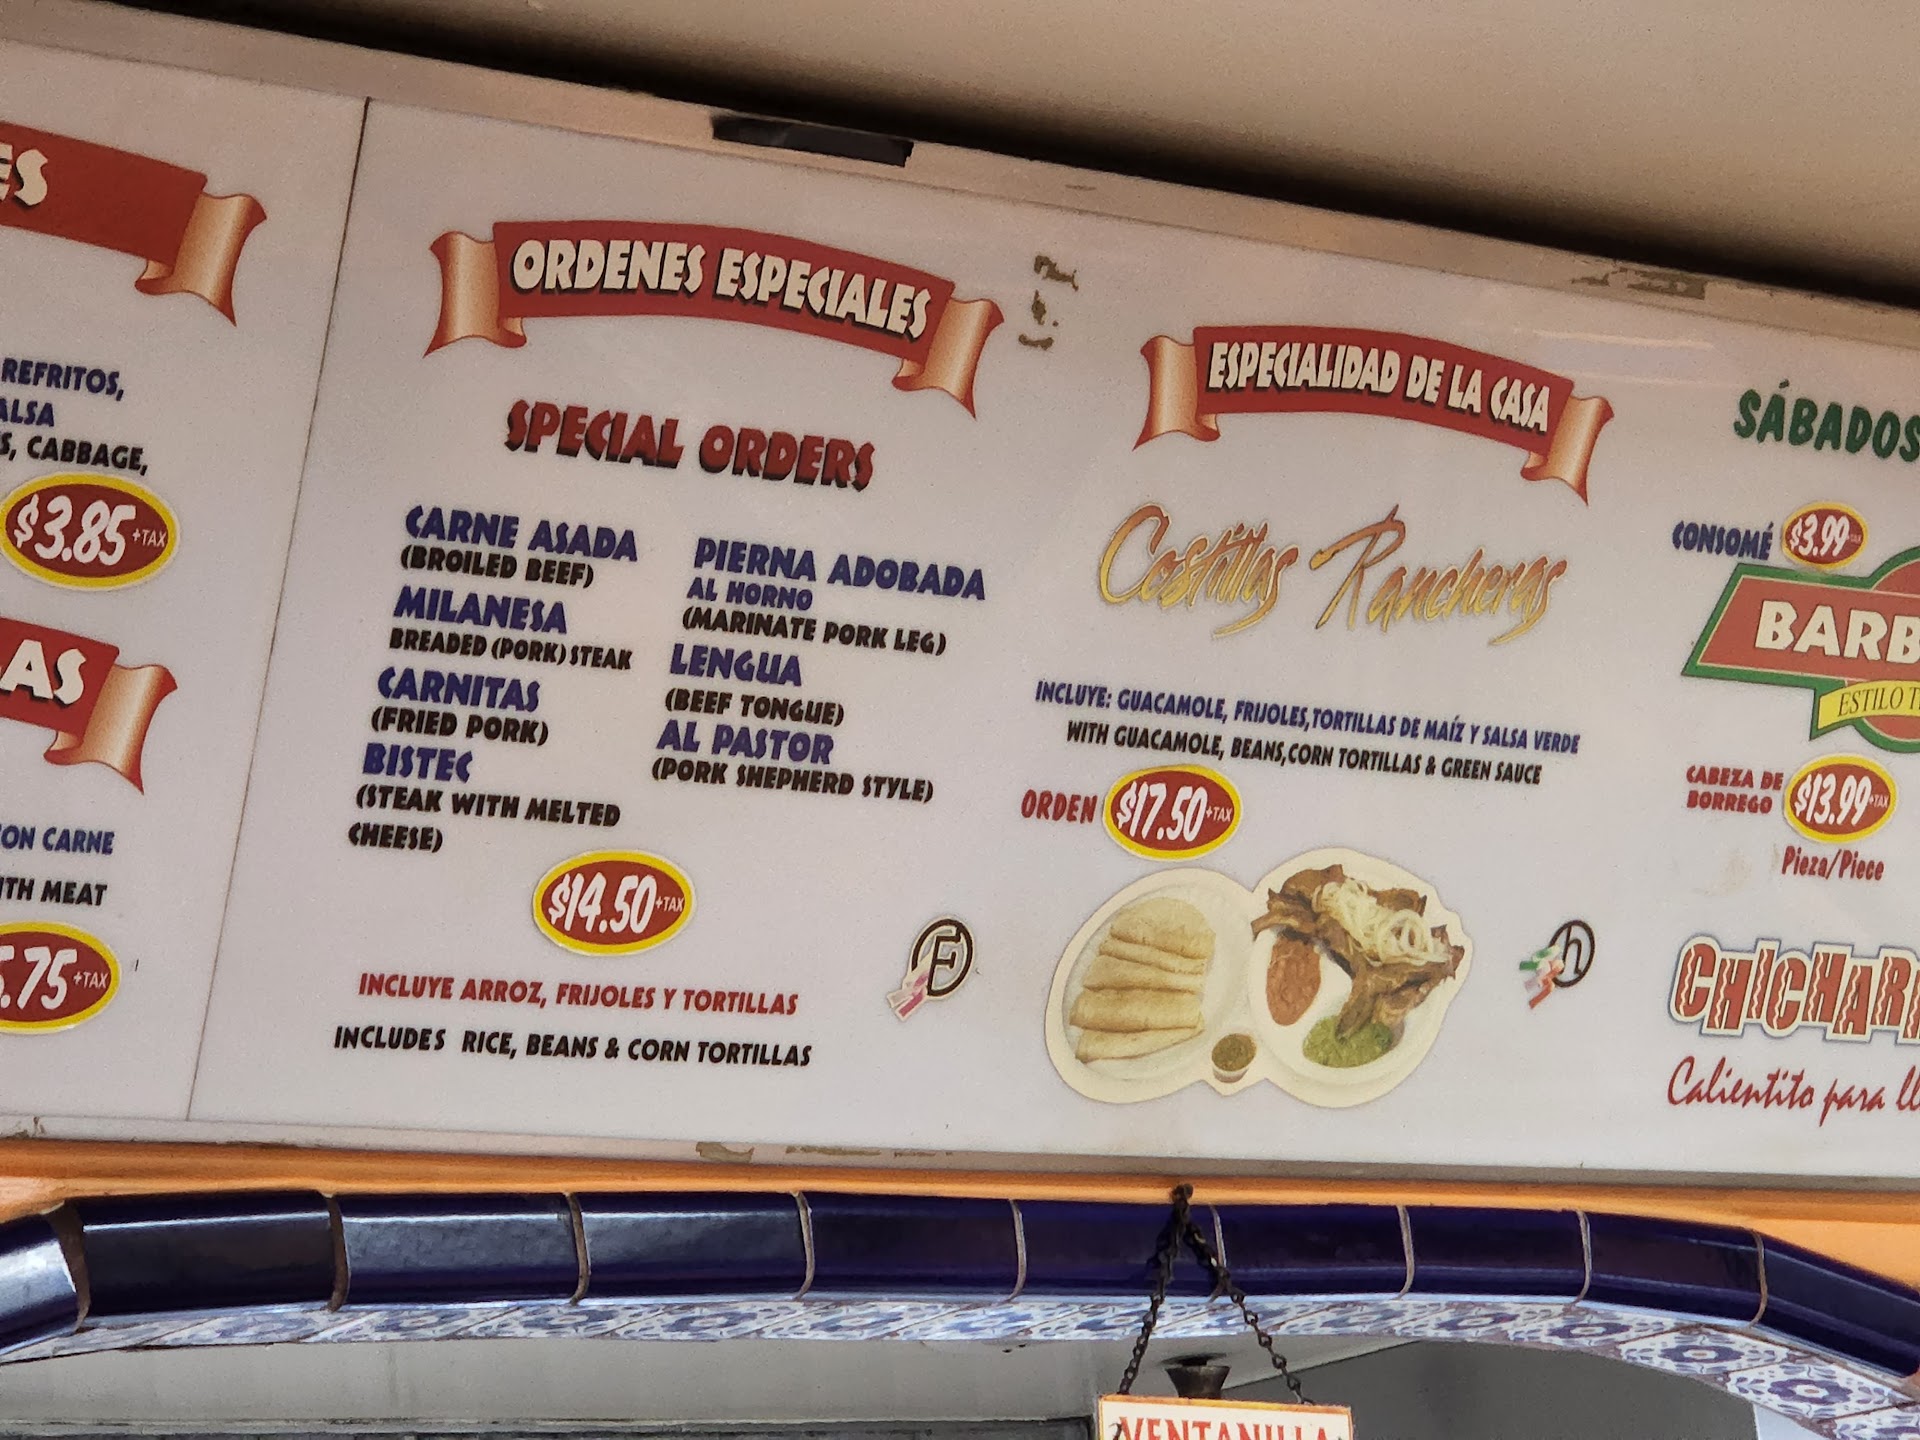 REFRITOS,
CABBAGE,
$3.85 +TAX
CARNE
MEAT
.75 +TAX
ORDENES ESPECIALES
SPECIAL ORDERS
CARNE ASADA
(BROILED BEEF)
MILANESA
BREADED (PORK) STEAK
CARNITAS
(FRIED PORK)
BISTEC
(STEAK WITH MELTED
CHEESE)
PIERNA ADOBADA
AL HORNO
(MARINATE PORK LEG)
LENGUA
(BEEF TONGUE)
AL PASTOR
(PORK SHEPHERD STYLE)
$14.50 +TAX
INCLUYE ARROZ, FRIJOLES Y TORTILLAS
INCLUDES RICE, BEANS & CORN TORTILLAS
E
ESPECIALIDAD DE LA CASA
Costillas Rancheras
INCLUYE: GUACAMOLE, FRIJOLES,TORTILLAS DE MAÍZ Y SALSA VERDE
WITH GUACAMOLE, BEANS,CORN TORTILLAS & GREEN SAUCE
ORDEN $17.50 +TAX
h
SÁBADOS
CONSOMÉ $3.99
BARB
ESTILO
CABEZA DE
BORREGO $13.99 +TAX
Pieza/Piece
CHICHAR
Calientito para ll
VENTANILLA